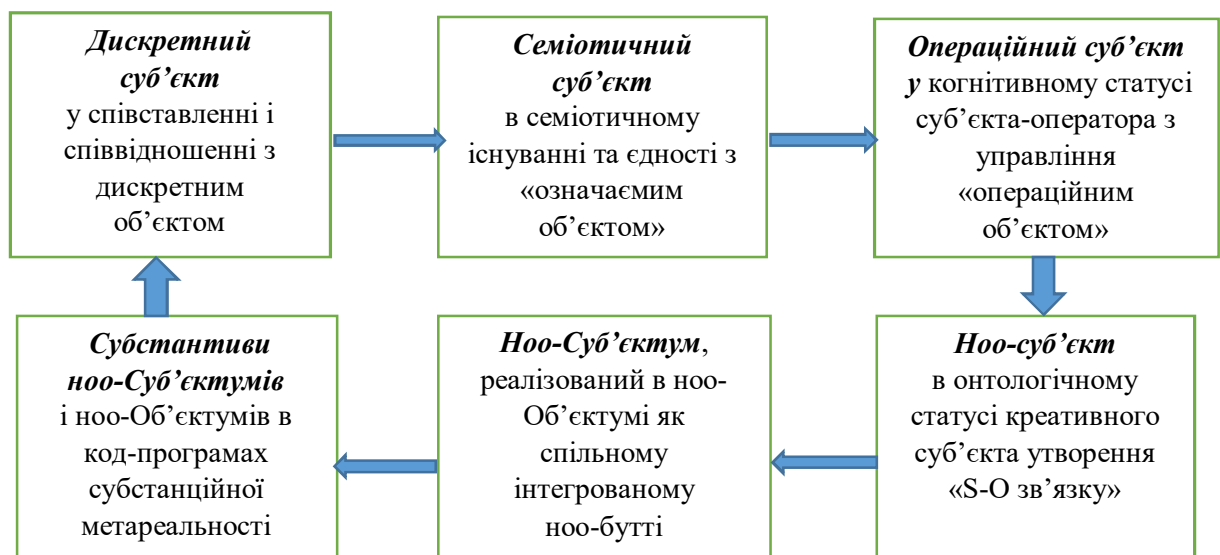 Дискретний
суб’єкт
у співставленні і
співвідношенні з
дискретним
об’єктом
Семіотичний
суб’єкт
в семіотичному
існуванні та єдності з
«означаємим
об’єктом»
Операційний суб’єкт
у когнітивному статусі
суб’єкта-оператора з
управління
«операційним
об’єктом»
Субстантиви
ноо-Суб’єктумів
і ноо-Об’єктумів в
код-програмах
субстанційної
метареальності
Ноо-Суб’єктум,
реалізований в ноо-
Об’єктумі як
спільному
інтегрованому
ноо-бутті
Ноо-суб’єкт
в онтологічному
статусі креативного
суб’єкта утворення
«S-O зв’язку»